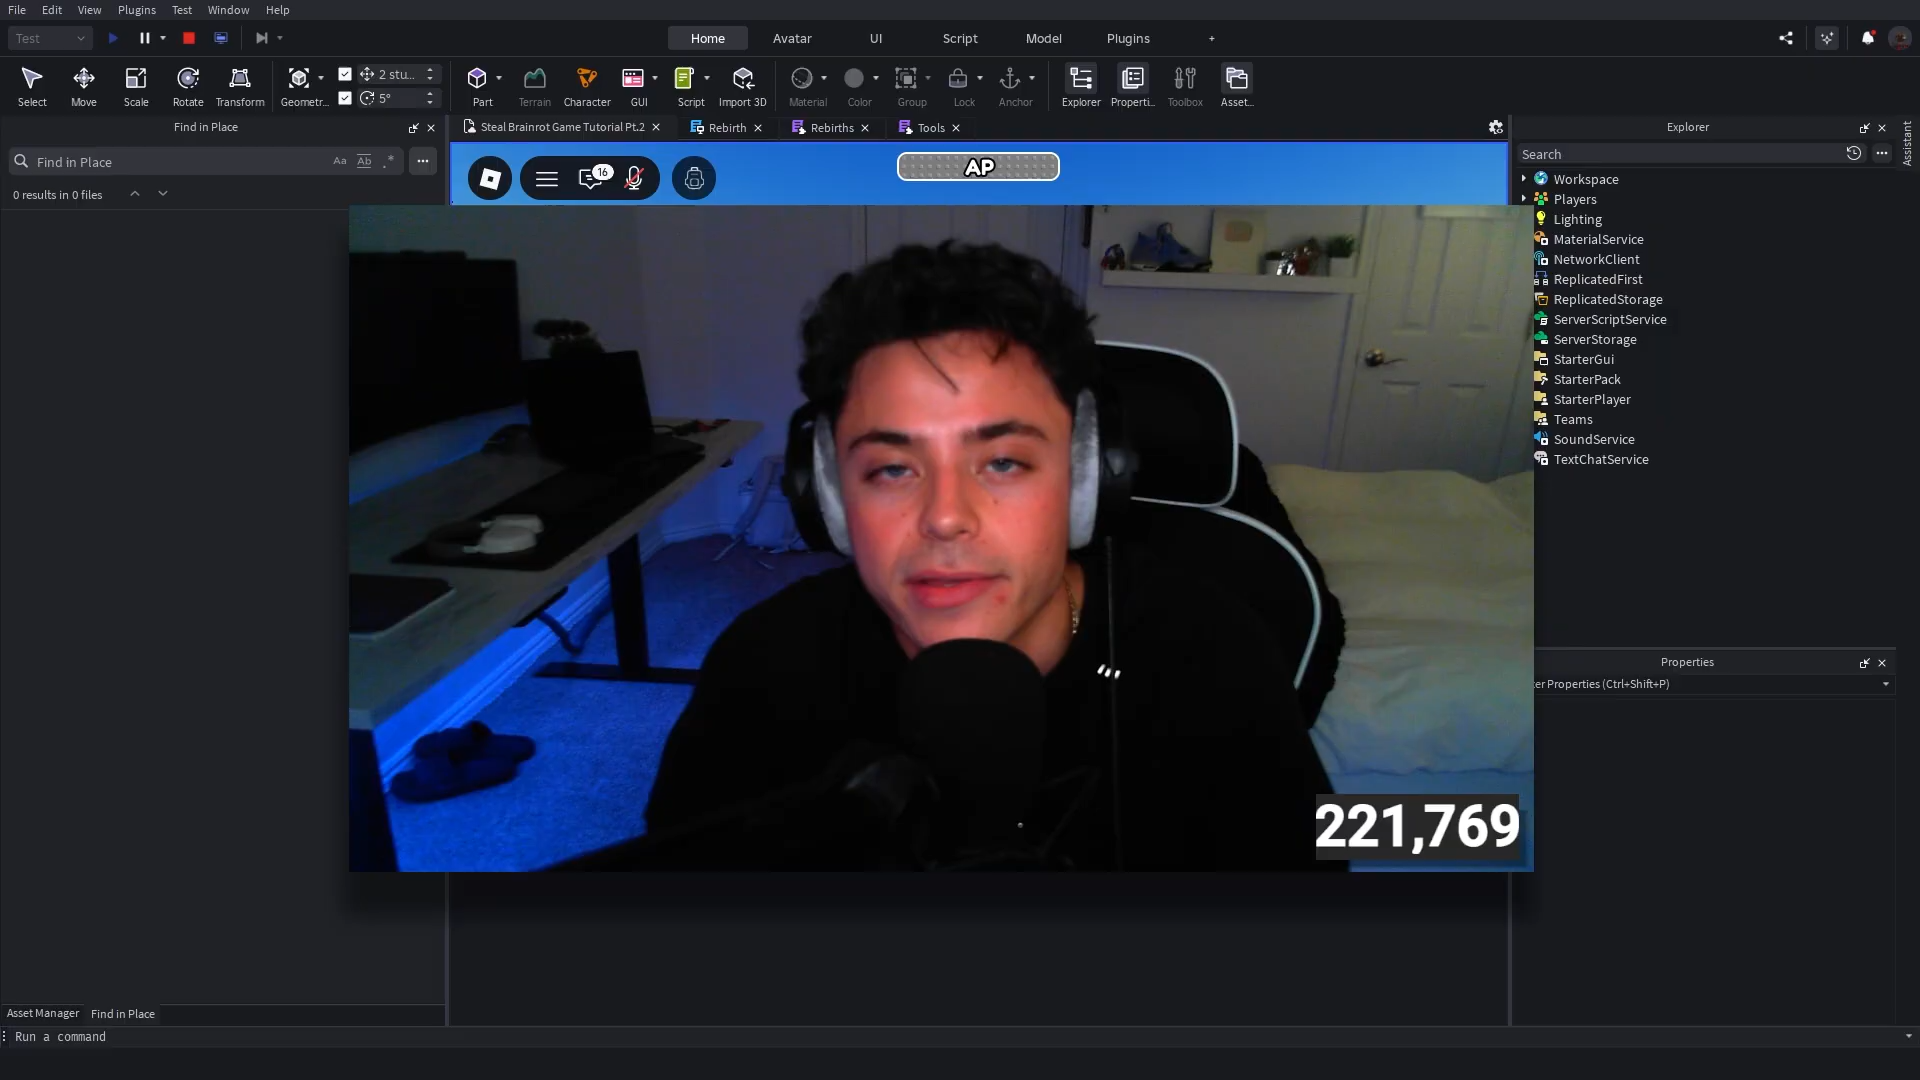 File Edit View Plugins Test Window Help
Test
Home Avatar UI Script Model Plugins +
Select Move Scale Rotate Transform Geometr... 2 stu... 5° Part Terrain Character GUI Script Import 3D Material Color Group Lock Anchor Explorer Properti... Toolbox Asset...
Find in Place
Steal Brainrot Game Tutorial Pt.2
Rebirth
Rebirths
Tools
Explorer
Assistant
Find in Place
Aa Ab .*
Search
0 results in 0 files
16
AP
Workspace
Players
Lighting
MaterialService
NetworkClient
ReplicatedFirst
ReplicatedStorage
ServerScriptService
ServerStorage
StarterGui
StarterPack
StarterPlayer
Teams
SoundService
TextChatService
Properties
er Properties (Ctrl+Shift+P)
221,769
Asset Manager Find in Place
Run a command